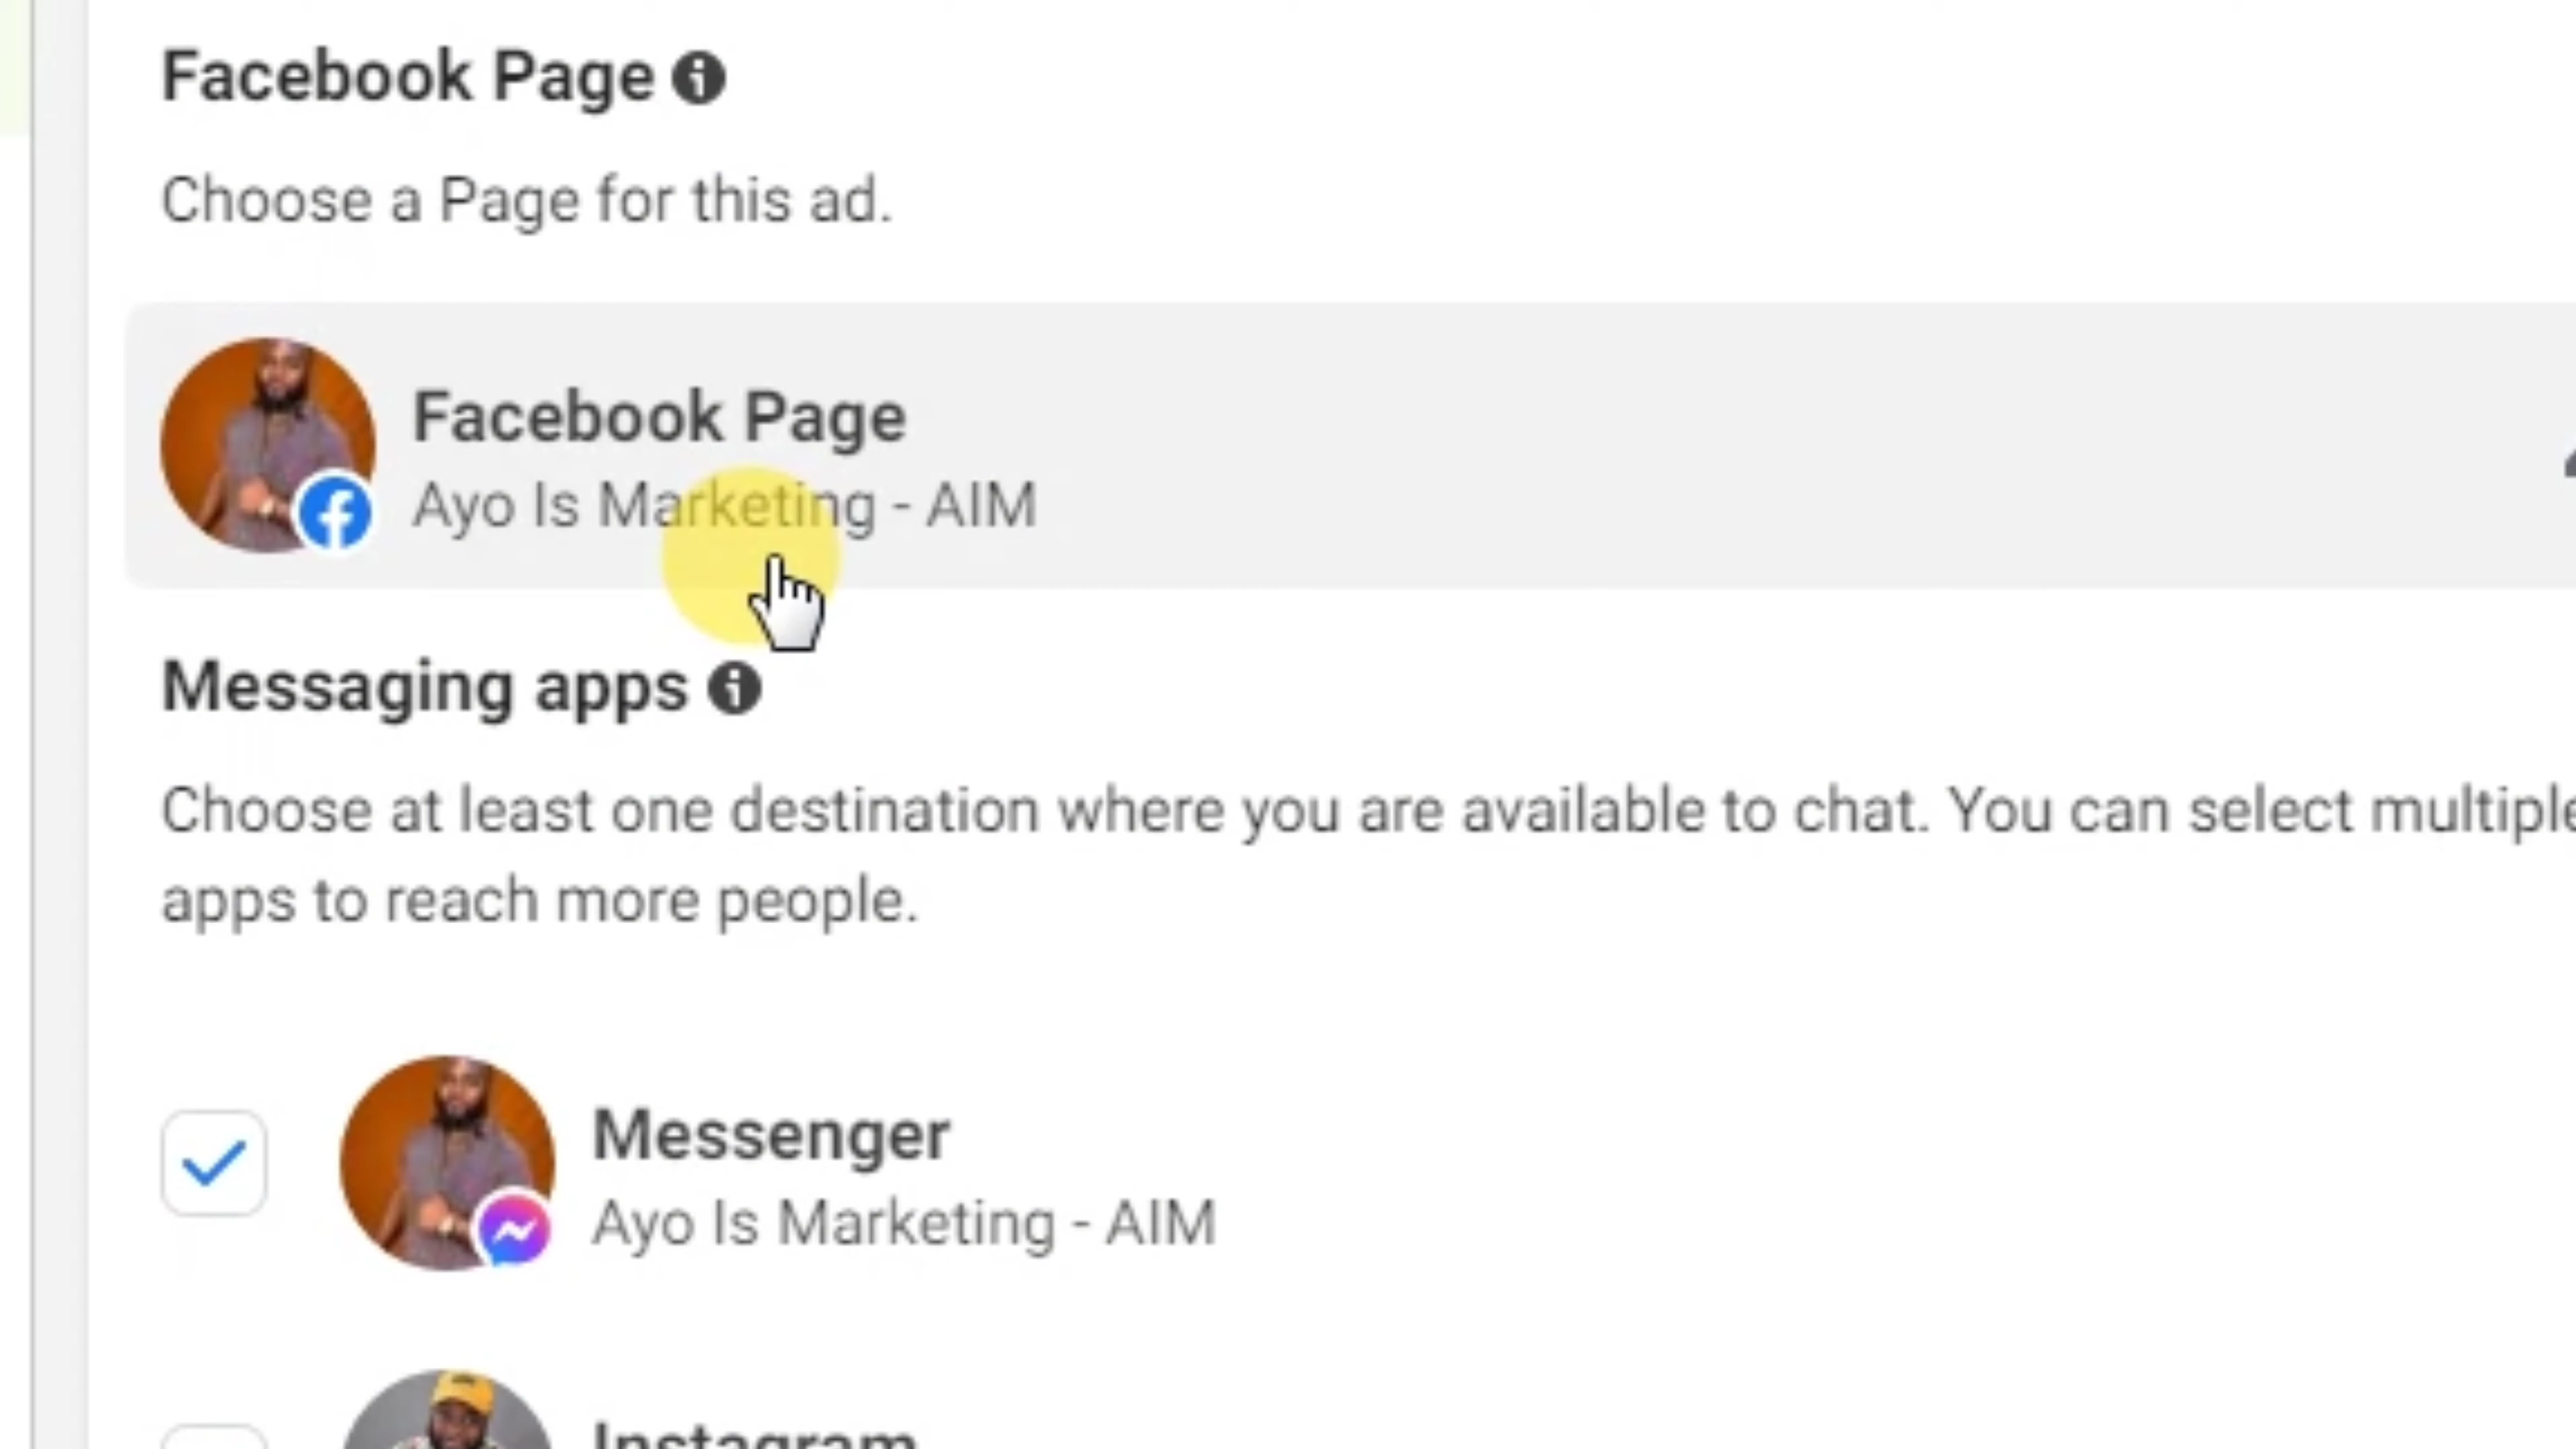 Facebook Page
Choose a Page for this ad.
Facebook Page
Ayo Is Marketing - AIM
Messaging apps
Choose at least one destination where you are available to chat. You can select multiple
apps to reach more people.
Messenger
Ayo Is Marketing - AIM
Instagram